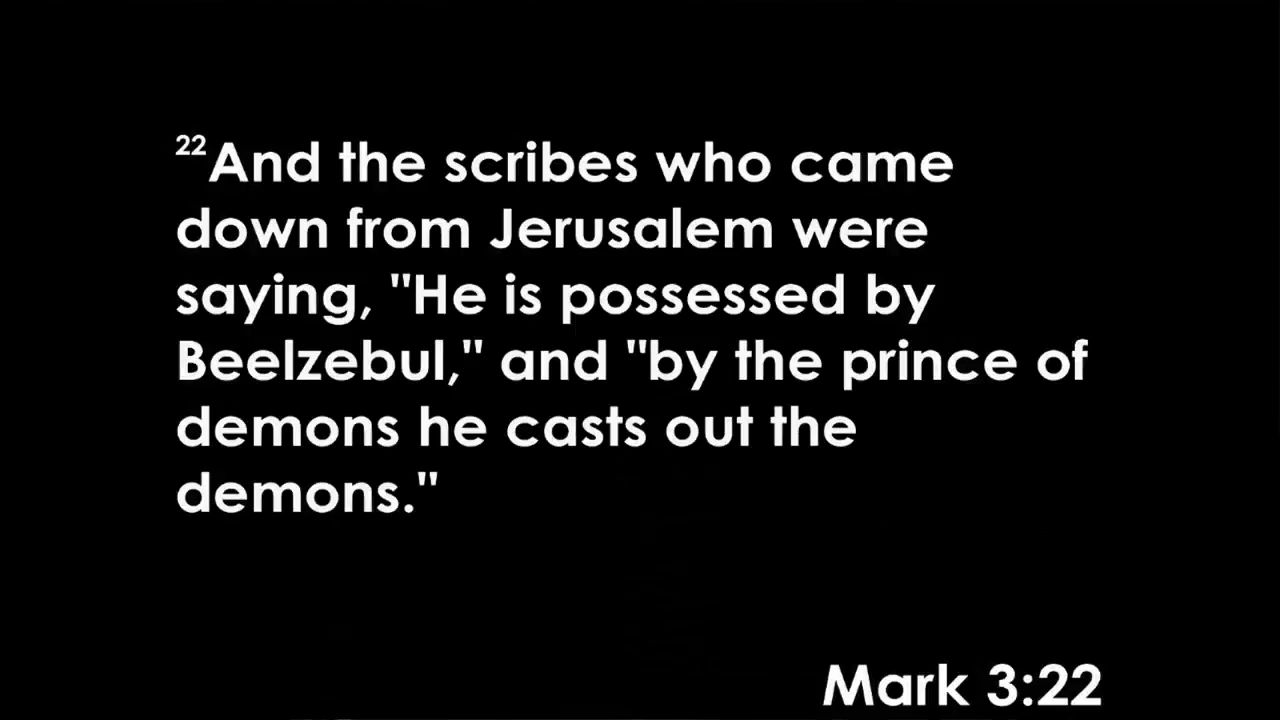 22And the scribes who came
down from Jerusalem were
saying, "He is possessed by
Beelzebul," and "by the prince of
demons he casts out the
demons."
Mark 3:22